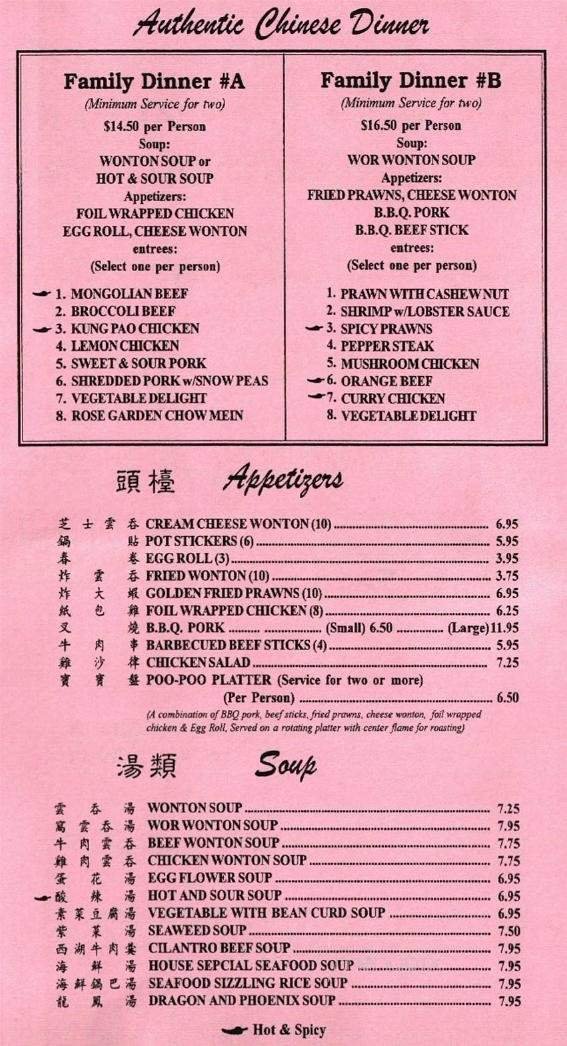 Authentic Chinese Dinner
Family Dinner #A
(Minimum Service for two)
$14.50 per Person
Soup:
WONTON SOUP or
HOT & SOUR SOUP
Appetizers:
FOIL WRAPPED CHICKEN
EGG ROLL, CHEESE WONTON
entrees:
(Select one per person)
1. MONGOLIAN BEEF
2. BROCCOLI BEEF
3. KUNG PAO CHICKEN
4. LEMON CHICKEN
5. SWEET & SOUR PORK
6. SHREDDED PORK w/SNOW PEAS
7. VEGETABLE DELIGHT
8. ROSE GARDEN CHOW MEIN
Family Dinner #B
(Minimum Service for two)
$16.50 per Person
Soup:
WOR WONTON SOUP
Appetizers:
FRIED PRAWNS, CHEESE WONTON
B.B.Q. PORK
B.B.Q. BEEF STICK
entrees:
(Select one per person)
1. PRAWN WITH CASHEW NUT
2. SHRIMP w/LOBSTER SAUCE
3. SPICY PRAWNS
4. PEPPER STEAK
5. MUSHROOM CHICKEN
6. ORANGE BEEF
7. CURRY CHICKEN
8. VEGETABLE DELIGHT
頭檯 Appetizers
芝士雲吞 CREAM CHEESE WONTON (10) 6.95
鍋貼 POT STICKERS (6) 5.95
春卷 EGG ROLL (3) 3.95
炸雲吞 FRIED WONTON (10) 3.75
炸大蝦 GOLDEN FRIED PRAWNS (10) 6.95
紙包雞 FOIL WRAPPED CHICKEN (8) 6.25
叉燒 B.B.Q. PORK (Small) 6.50 (Large) 11.95
牛肉串 BARBECUED BEEF STICKS (4) 5.95
雞沙律 CHICKEN SALAD 7.25
寶寶盤 POO-POO PLATTER (Service for two or more)
(Per Person) 6.50
(A combination of BBQ pork, beef sticks, fried prawns, cheese wonton, foil wrapped
chicken & Egg Roll, Served on a rotating platter with center flame for roasting)
湯類 Soup
雲吞湯 WONTON SOUP 7.25
窩雲吞湯 WOR WONTON SOUP 7.95
牛肉雲吞 BEEF WONTON SOUP 7.75
雞肉雲吞 CHICKEN WONTON SOUP 7.75
蛋花湯 EGG FLOWER SOUP 6.95
酸辣湯 HOT AND SOUR SOUP 6.95
素菜豆腐湯 VEGETABLE WITH BEAN CURD SOUP 6.95
紫菜湯 SEAWEED SOUP 7.50
西湖牛肉羹 CILANTRO BEEF SOUP 7.95
海鮮湯 HOUSE SEPCIAL SEAFOOD SOUP 7.95
海鮮鍋巴湯 SEAFOOD SIZZLING RICE SOUP 7.95
龍鳳湯 DRAGON AND PHOENIX SOUP 7.95
Hot & Spicy